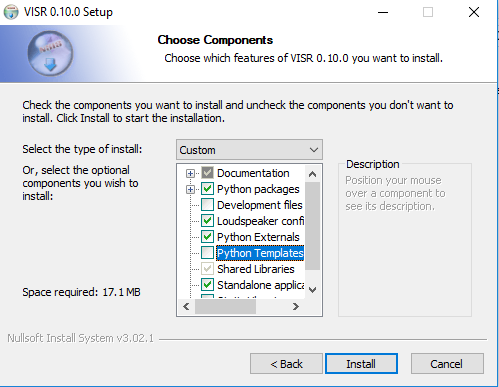 VISR 0.10.0 Setup
Choose Components
Choose which features of VISR 0.10.0 you want to install.
Check the components you want to install and uncheck the components you don't want to
install. Click Install to start the installation.
Select the type of install:
Custom
Or, select the optional
components you wish to
install:
Documentation
Python packages
Development files
Loudspeaker confi
Python Externals
Python Templates
Shared Libraries
Standalone applica
Description
Position your mouse
over a component to
see its description.
Space required: 17.1 MB
Nullsoft Install System v3.02.1
< Back
Install
Cancel